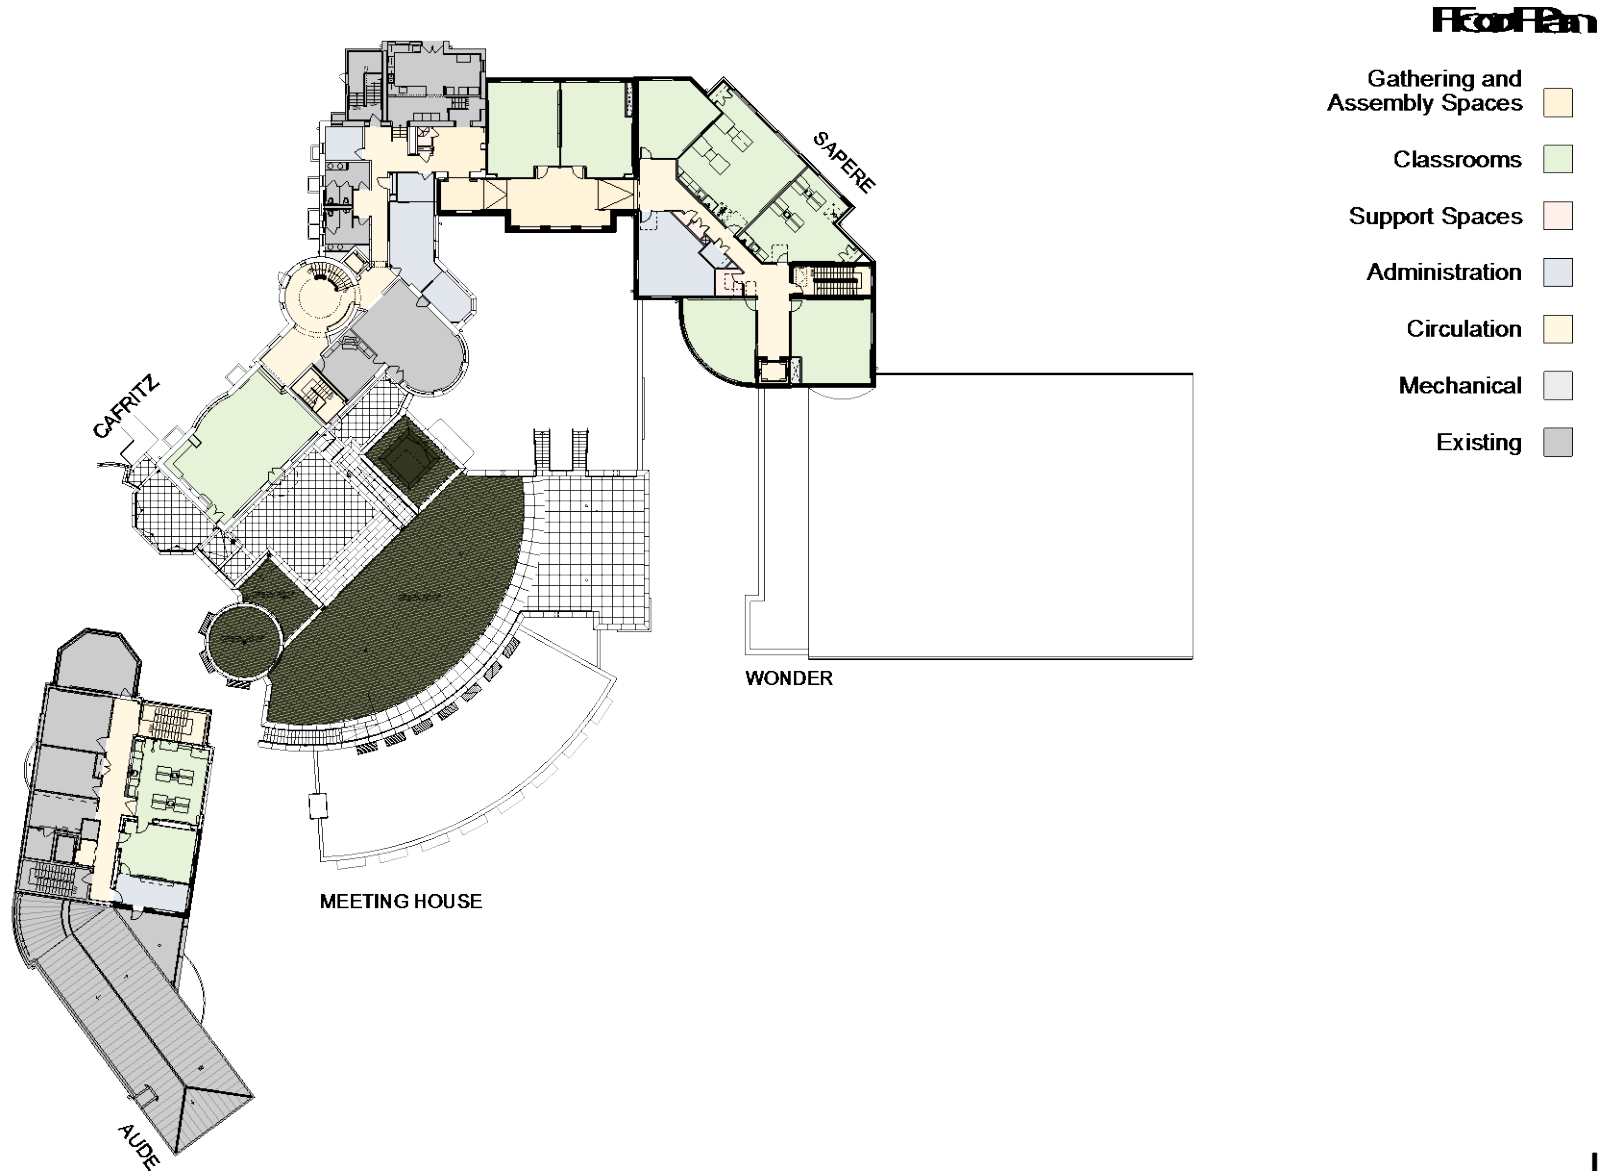 Gathering and
Assembly Spaces
Classrooms
Support Spaces
Administration
Circulation
Mechanical
Existing
SAPERE
CAFRITZ
WONDER
MEETING HOUSE
AUDE